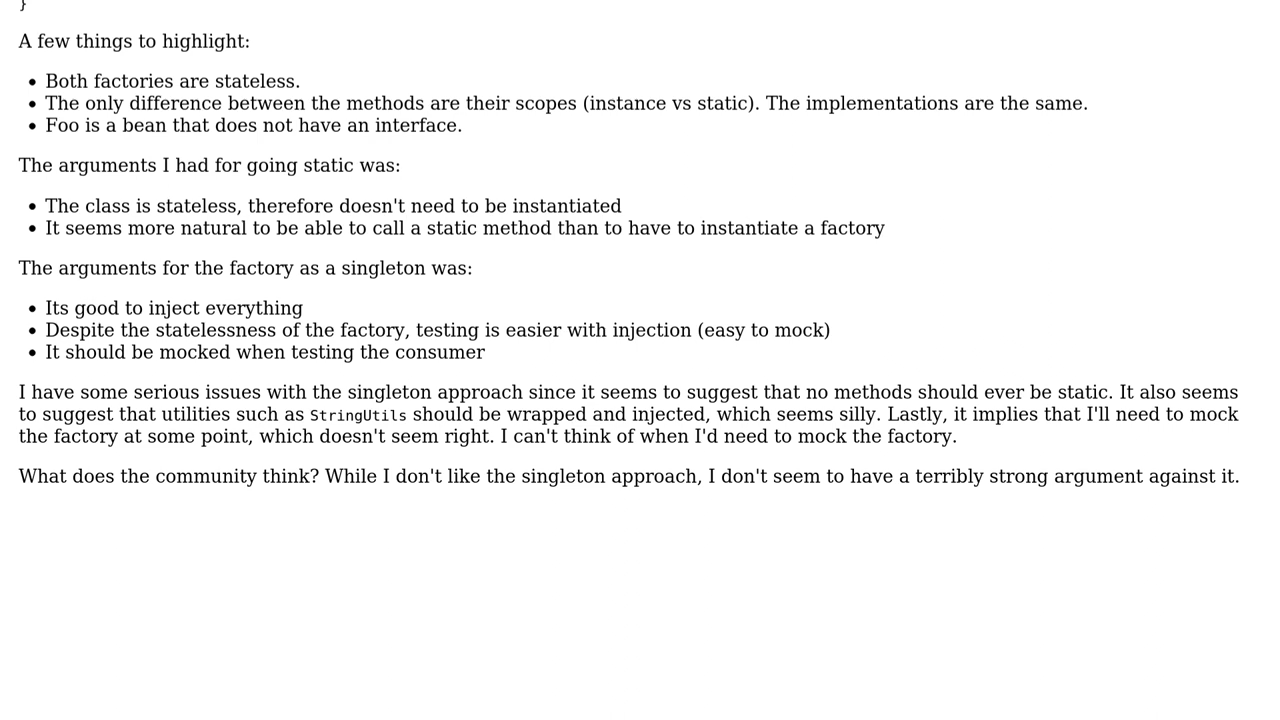 }
A few things to highlight:
• Both factories are stateless.
• The only difference between the methods are their scopes (instance vs static). The implementations are the same.
• Foo is a bean that does not have an interface.
The arguments I had for going static was:
• The class is stateless, therefore doesn't need to be instantiated
• It seems more natural to be able to call a static method than to have to instantiate a factory
The arguments for the factory as a singleton was:
• Its good to inject everything
• Despite the statelessness of the factory, testing is easier with injection (easy to mock)
• It should be mocked when testing the consumer
I have some serious issues with the singleton approach since it seems to suggest that no methods should ever be static. It also seems
to suggest that utilities such as StringUtils should be wrapped and injected, which seems silly. Lastly, it implies that I'll need to mock
the factory at some point, which doesn't seem right. I can't think of when I'd need to mock the factory.
What does the community think? While I don't like the singleton approach, I don't seem to have a terribly strong argument against it.